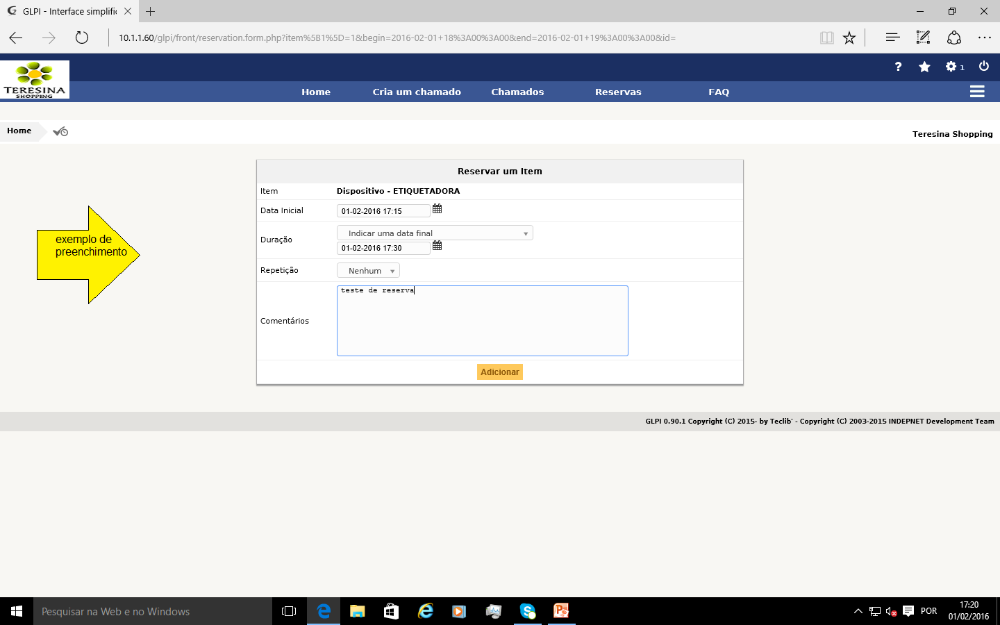 GLPI - Interface simplific
10.1.1.60/glpi/front/reservation.form.php?item%5B1%5D=1&begin=2016-02-01+18%3A00%3A00&end=2016-02-01+19%3A00%3A00&id=
? 1
TERESINA
SHOPPING
Home Cria um chamado Chamados Reservas FAQ
Home
Teresina Shopping
Reservar um Item
Item Dispositivo - ETIQUETADORA
Data Inicial 01-02-2016 17:15
Duração Indicar uma data final
01-02-2016 17:30
Repetição Nenhum
Comentários teste de reserva
Adicionar
exemplo de
preenchimento
GLPI 0.90.1 Copyright (C) 2015- by Teclib' - Copyright (C) 2003-2015 INDEPNET Development Team
Pesquisar na Web e no Windows
POR
17:20
01/02/2016